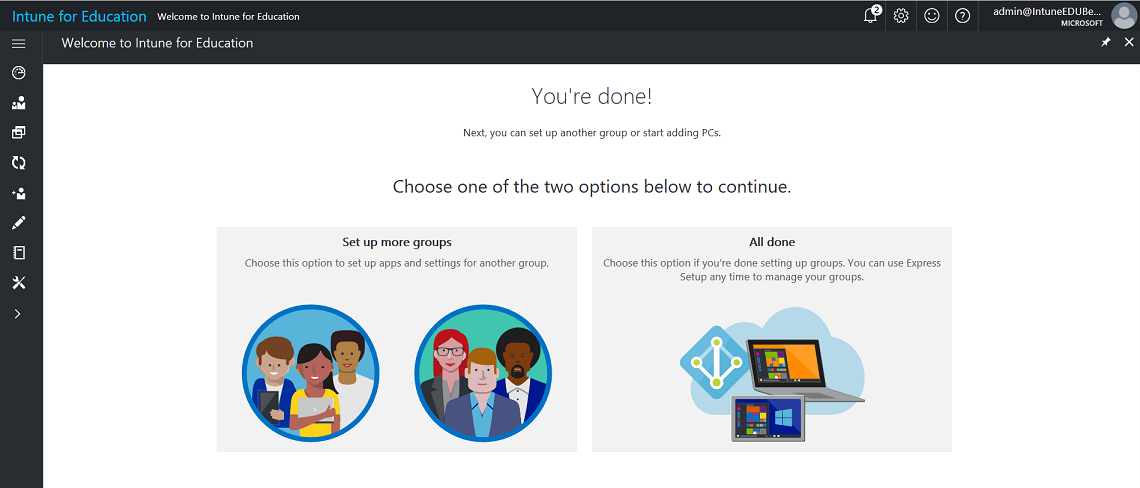 Intune for Education Welcome to Intune for Education
2
admin@IntuneEDUBe...
MICROSOFT
Welcome to Intune for Education
You're done!
Next, you can set up another group or start adding PCs.
Choose one of the two options below to continue.
Set up more groups
Choose this option to set up apps and settings for another group.
All done
Choose this option if you're done setting up groups. You can use Express
Setup any time to manage your groups.